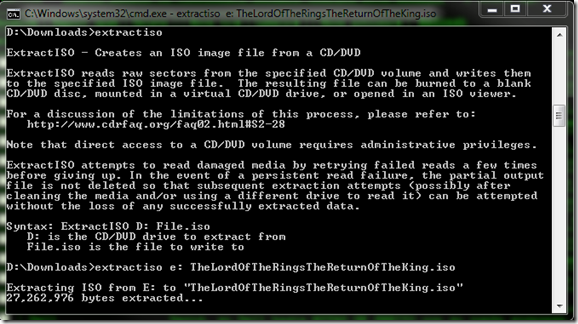 C:\Windows\system32\cmd.exe - extractiso e: TheLordOfTheRingsTheReturnOfTheKing.iso
D:\Downloads>extractiso
ExtractISO - Creates an ISO image file from a CD/DVD
ExtractISO reads raw sectors from the specified CD/DVD volume and writes them
to the specified ISO image file.  The resulting file can be burned to a blank
CD/DVD disc, mounted in a virtual CD/DVD drive, or opened in an ISO viewer.
For a discussion of the limitations of this process, please refer to:
http://www.cdrfaq.org/faq02.html#S2-28
Note that direct access to a CD/DVD volume requires administrative privileges.
ExtractISO attempts to read damaged media by retrying failed reads a few times
before giving up. In the event of a persistent read failure, the partial output
file is not deleted so that subsequent extraction attempts (possibly after
cleaning the media and/or using a different drive to read it) can be attempted
without the loss of any successfully extracted data.
Syntax: ExtractISO D: File.iso
D: is the CD/DVD drive to extract from
File.iso is the file to write to
D:\Downloads>extractiso e: TheLordOfTheRingsTheReturnOfTheKing.iso
Extracting ISO from E: to "TheLordOfTheRingsTheReturnOfTheKing.iso"
27,262,976 bytes extracted...